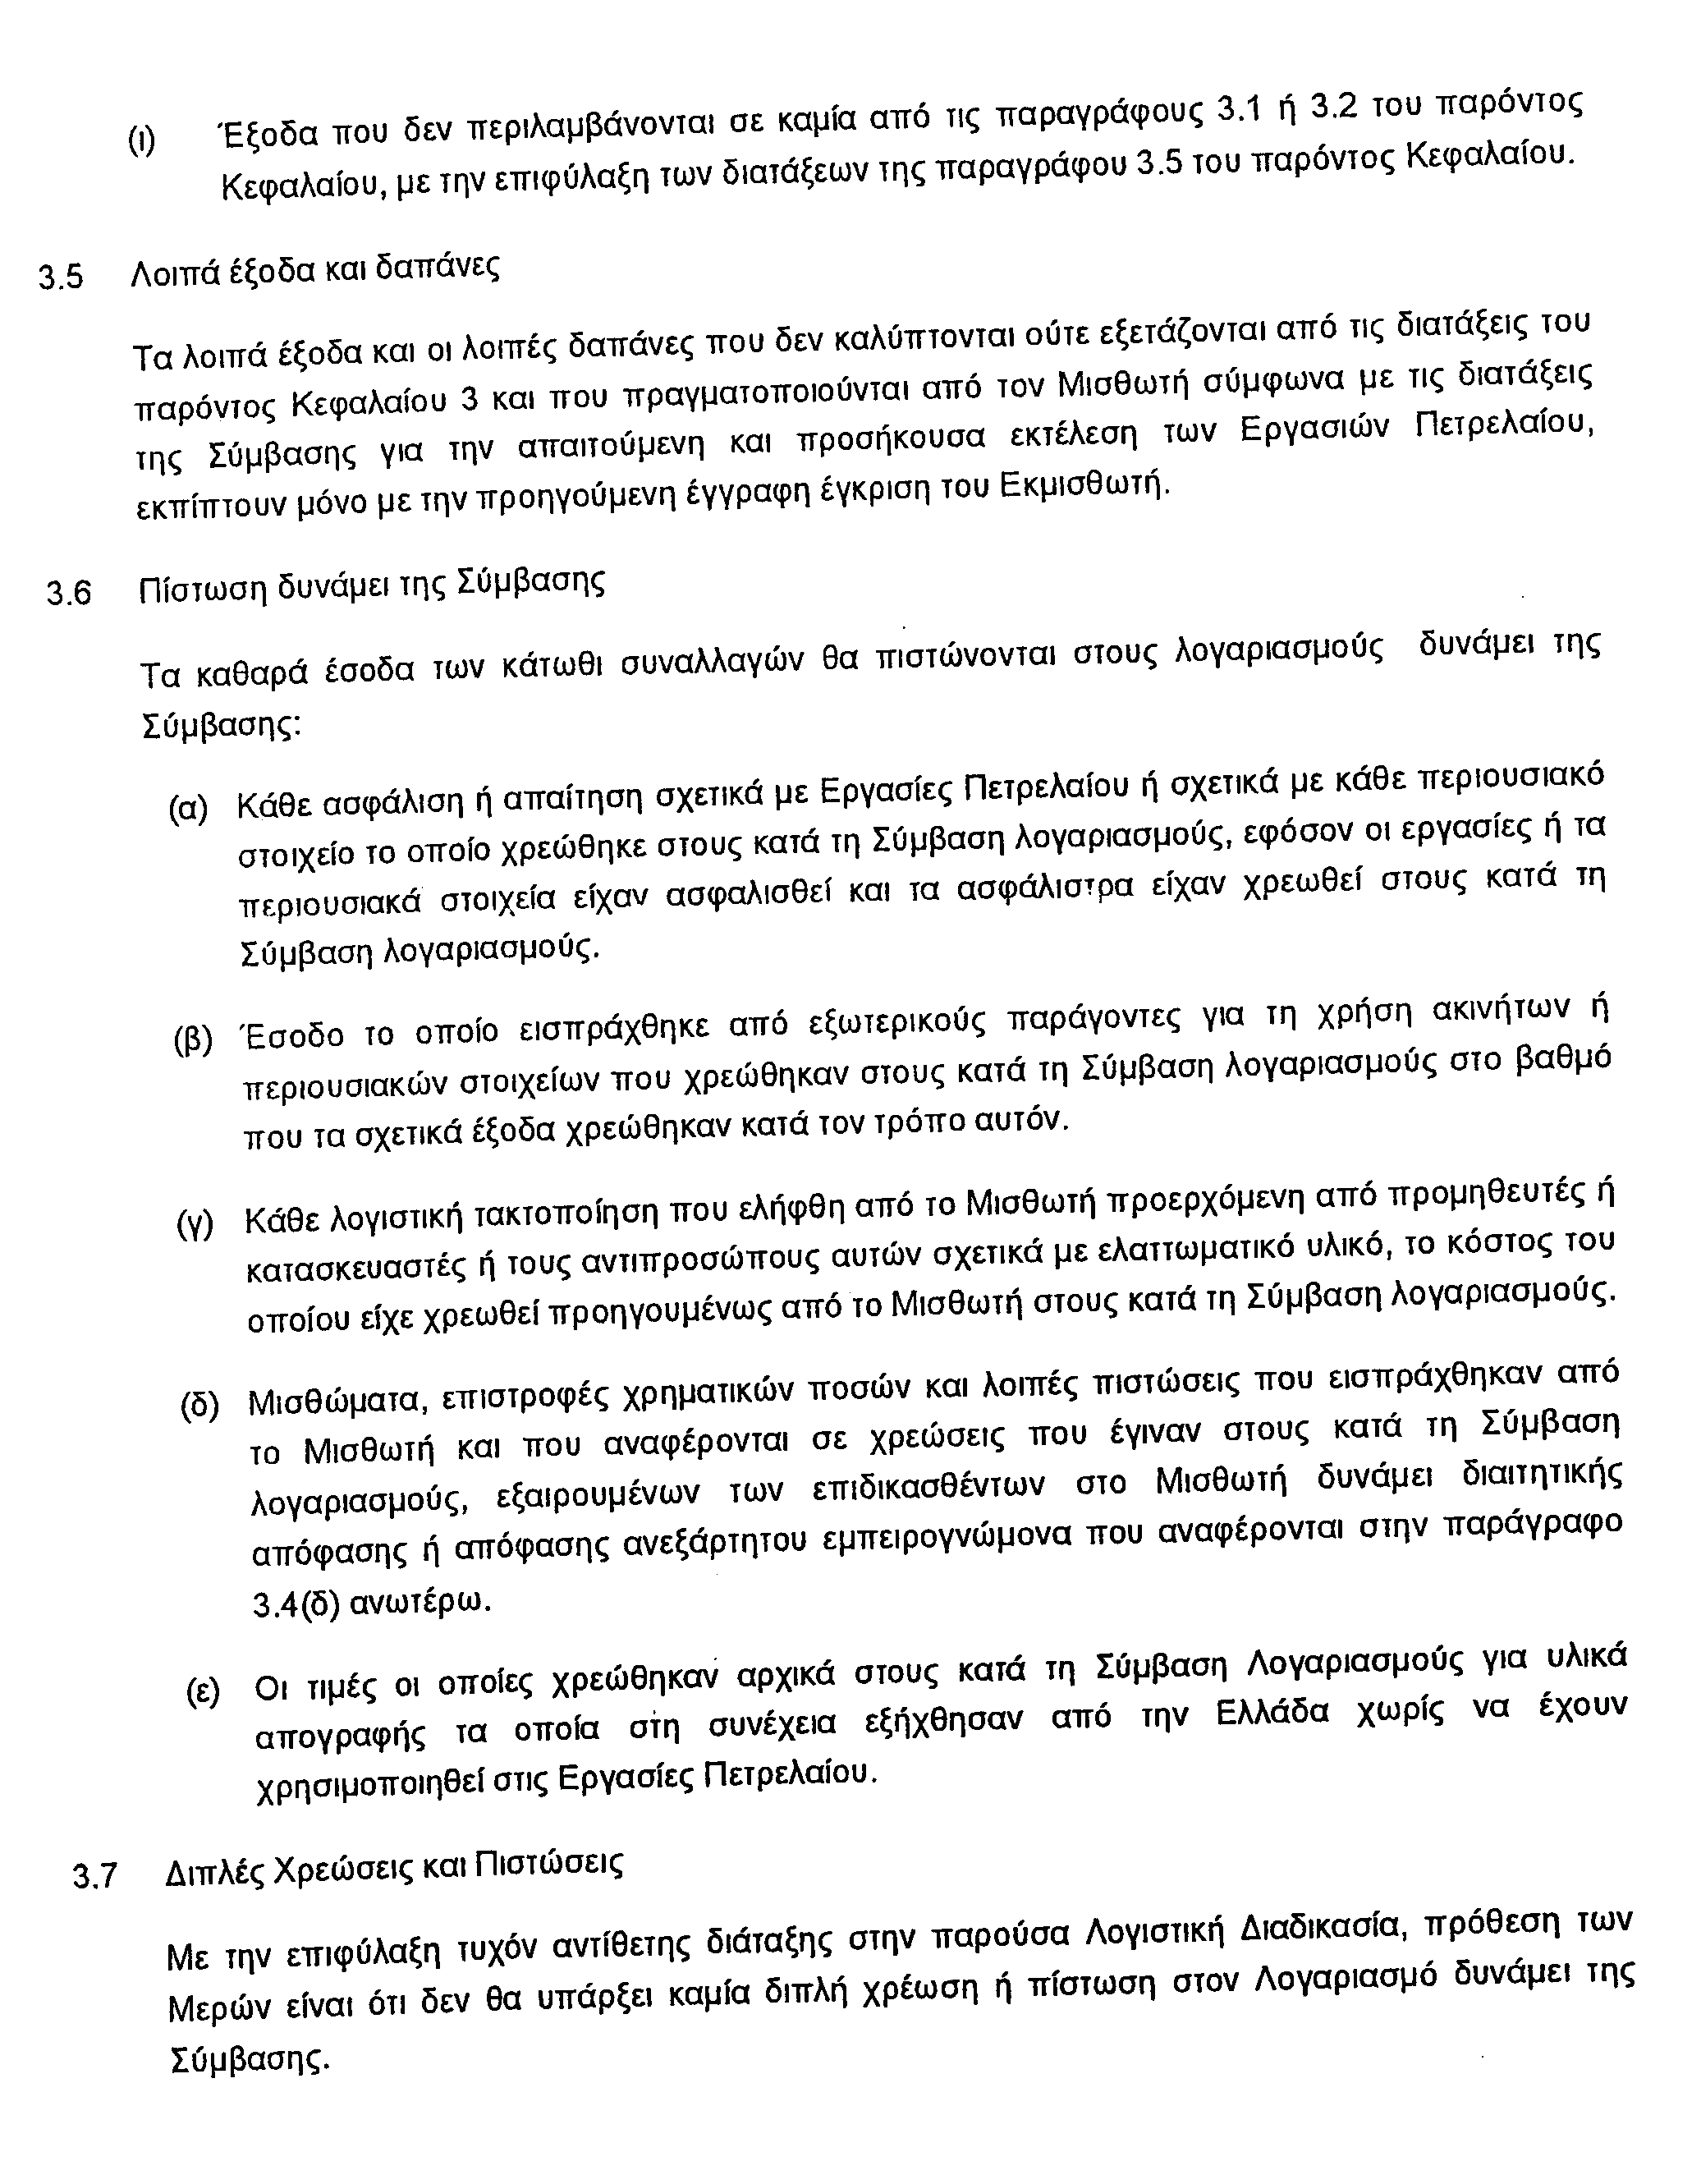 (ι) Έξοδα που δεν περιλαμβάνονται σε καμία από τις παραγράφους 3.1 ή 3.2 του παρόντος
Κεφαλαίου, με την επιφύλαξη των διατάξεων της παραγράφου 3.5 του παρόντος Κεφαλαίου.
3.5 Λοιπά έξοδα και δαπάνες
Τα λοιπά έξοδα και οι λοιπές δαπάνες που δεν καλύπτονται ούτε εξετάζονται από τις διατάξεις του
παρόντος Κεφαλαίου 3 και που πραγματοποιούνται από τον Μισθωτή σύμφωνα με τις διατάξεις
της Σύμβασης για την απαιτούμενη και προσήκουσα εκτέλεση των Εργασιών Πετρελαίου,
εκπίπτουν μόνο με την προηγούμενη έγγραφη έγκριση του Εκμισθωτή.
3.6 Πίστωση δυνάμει της Σύμβασης
Τα καθαρά έσοδα των κάτωθι συναλλαγών θα πιστώνονται στους λογαριασμούς δυνάμει της
Σύμβασης:
(α) Κάθε ασφάλιση ή απαίτηση σχετικά με Εργασίες Πετρελαίου ή σχετικά με κάθε περιουσιακό
στοιχείο το οποίο χρεώθηκε στους κατά τη Σύμβαση λογαριασμούς, εφόσον οι εργασίες ή τα
περιουσιακά στοιχεία είχαν ασφαλισθεί και τα ασφάλιστρα είχαν χρεωθεί στους κατά τη
Σύμβαση λογαριασμούς.
(β) Έσοδο το οποίο εισπράχθηκε από εξωτερικούς παράγοντες για τη χρήση ακινήτων ή
περιουσιακών στοιχείων που χρεώθηκαν στους κατά τη Σύμβαση λογαριασμούς στο βαθμό
που τα σχετικά έξοδα χρεώθηκαν κατά τον τρόπο αυτόν.
(γ) Κάθε λογιστική τακτοποίηση που ελήφθη από το Μισθωτή προερχόμενη από προμηθευτές ή
κατασκευαστές ή τους αντιπροσώπους αυτών σχετικά με ελαττωματικό υλικό, το κόστος του
οποίου είχε χρεωθεί προηγουμένως από το Μισθωτή στους κατά τη Σύμβαση λογαριασμούς.
(δ) Μισθώματα, επιστροφές χρηματικών ποσών και λοιπές πιστώσεις που εισπράχθηκαν από
το Μισθωτή και που αναφέρονται σε χρεώσεις που έγιναν στους κατά τη Σύμβαση
λογαριασμούς, εξαιρουμένων των επιδικασθέντων στο Μισθωτή δυνάμει διαιτητικής
απόφασης ή απόφασης ανεξάρτητου εμπειρογνώμονα που αναφέρονται στην παράγραφο
3.4(δ) ανωτέρω.
(ε) Οι τιμές οι οποίες χρεώθηκαν αρχικά στους κατά τη Σύμβαση Λογαριασμούς για υλικά
απογραφής τα οποία στη συνέχεια εξήχθησαν από την Ελλάδα χωρίς να έχουν
χρησιμοποιηθεί στις Εργασίες Πετρελαίου.
3.7 Διπλές Χρεώσεις και Πιστώσεις
Με την επιφύλαξη τυχόν αντίθετης διάταξης στην παρούσα Λογιστική Διαδικασία, πρόθεση των
Μερών είναι ότι δεν θα υπάρξει καμία διπλή χρέωση ή πίστωση στον Λογαριασμό δυνάμει της
Σύμβασης.